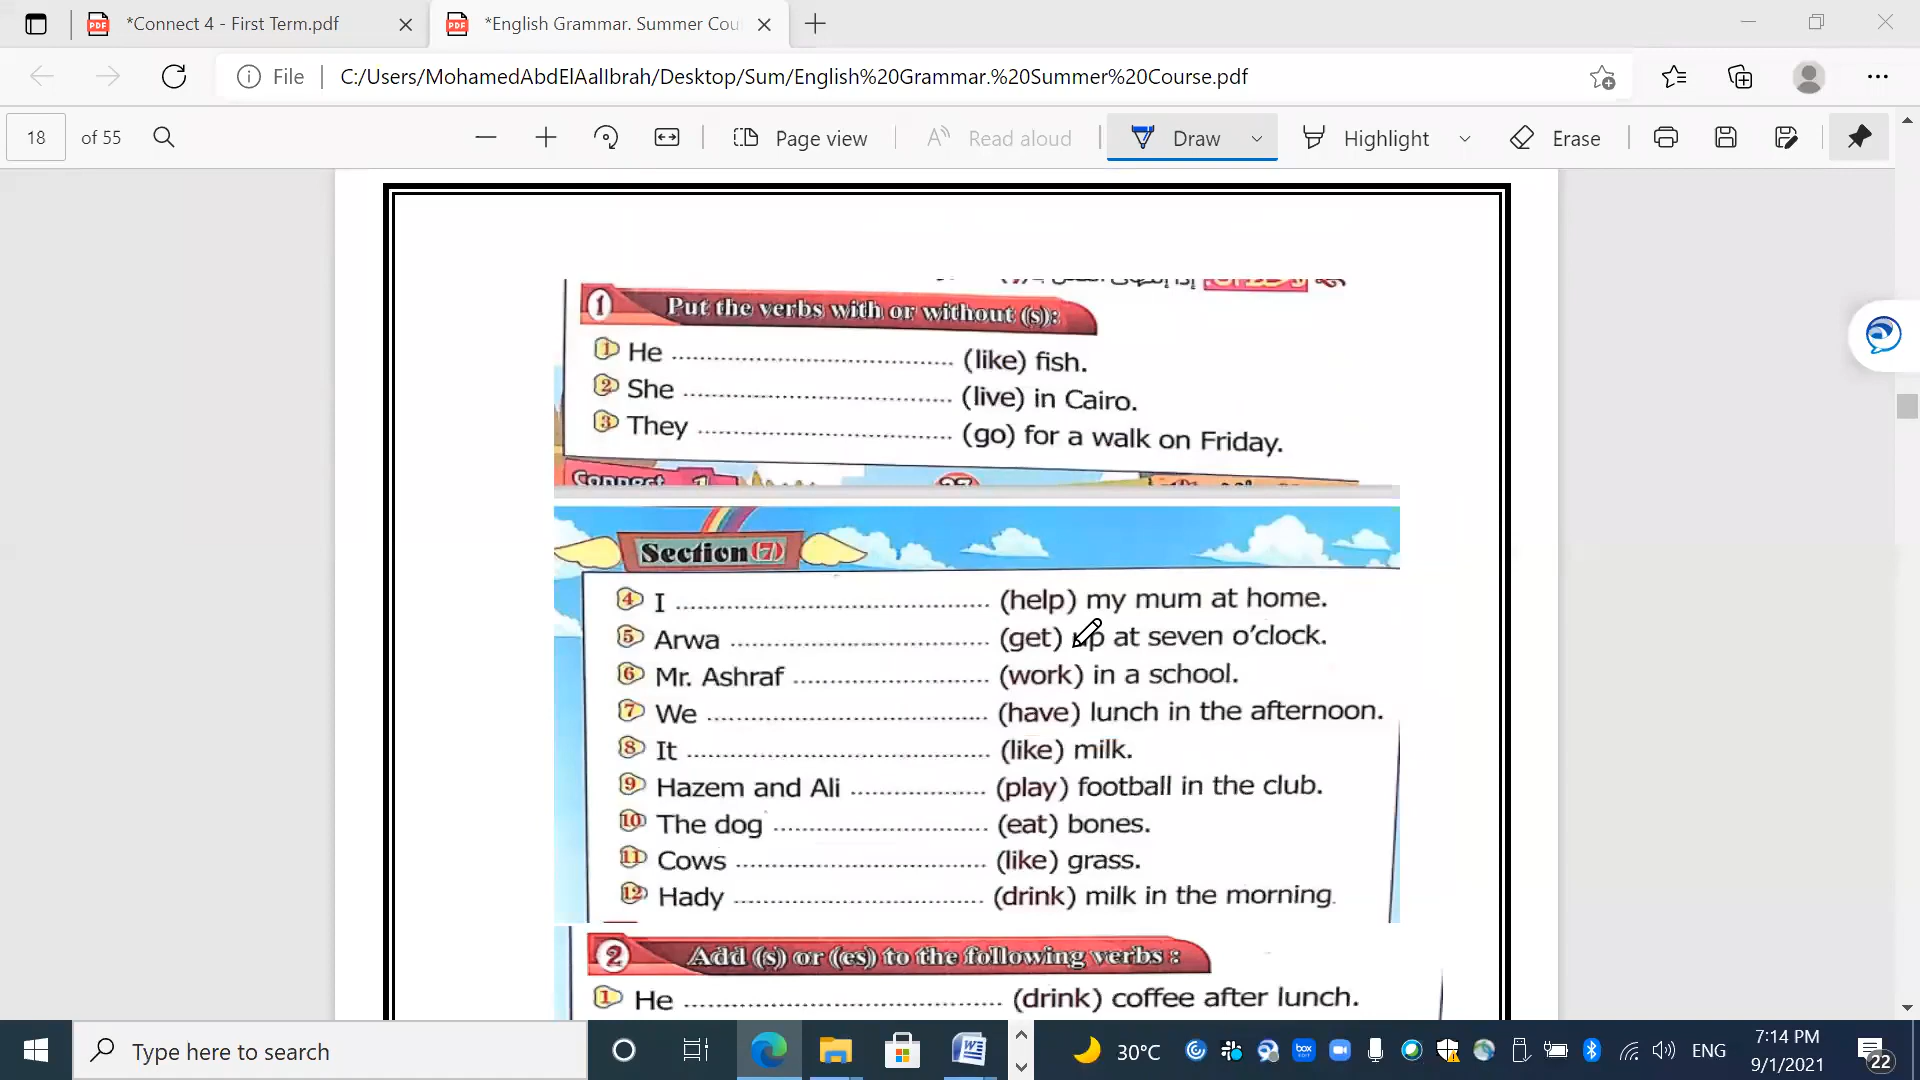 *Connect 4 - First Term.pdf
*English Grammar. Summer Cou
File
C:/Users/MohamedAbdElAalIbrah/Desktop/Sum/English%20Grammar.%20Summer%20Course.pdf
18 of 55
Page view
Read aloud
Draw
Highlight
Erase
1 Put the verbs with or without (s):
1 He ........................................ (like) fish.
2 She ........................................ (live) in Cairo.
3 They ........................................ (go) for a walk on Friday.
Connect 1 27
Section (7)
4 I ........................................ (help) my mum at home.
5 Arwa ........................................ (get) up at seven o'clock.
6 Mr. Ashraf ........................................ (work) in a school.
7 We ........................................ (have) lunch in the afternoon.
8 It ........................................ (like) milk.
9 Hazem and Ali .................... (play) football in the club.
10 The dog .............................. (eat) bones.
11 Cows ........................................ (like) grass.
12 Hady ........................................ (drink) milk in the morning.
2 Add (s) or (es) to the following verbs :
1 He ........................................ (drink) coffee after lunch.
Type here to search
30°C
box
ENG
7:14 PM
9/1/2021
22